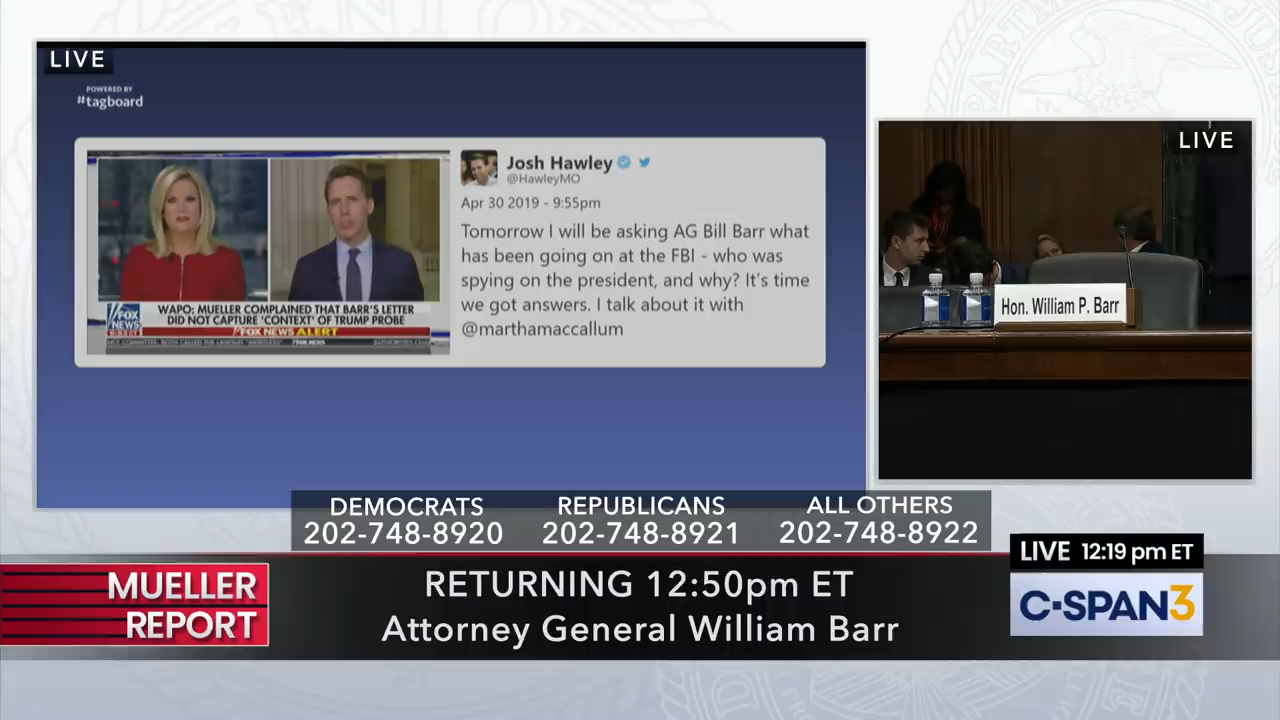 LIVE
POWERED BY
#tagboard
Josh Hawley
@HawleyMO
Apr 30 2019 - 9:55pm
Tomorrow I will be asking AG Bill Barr what
has been going on at the FBI - who was
spying on the president, and why? It's time
we got answers. I talk about it with
@marthamaccallum
FOX
NEWS
WAPO: MUELLER COMPLAINED THAT BARR'S LETTER
DID NOT CAPTURE 'CONTEXT' OF TRUMP PROBE
FOX NEWS ALERT
LIVE
Hon. William P. Barr
DEMOCRATS
202-748-8920
REPUBLICANS
202-748-8921
ALL OTHERS
202-748-8922
MUELLER
REPORT
RETURNING 12:50pm ET
Attorney General William Barr
LIVE 12:19 pm ET
C-SPAN3